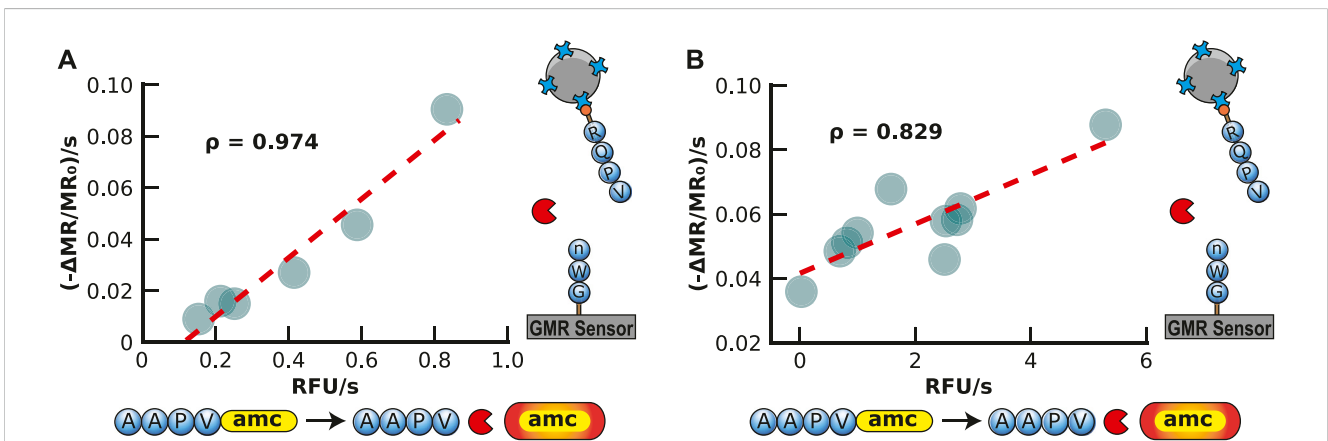 A
(-ΔMR/MR₀)/s
0.10
0.08
0.06
0.04
0.02
0
ρ = 0.974
0
0.2
0.4
0.6
0.8
1.0
RFU/s
R
Q
P
V
n
W
G
GMR Sensor
A A P V amc
A A P V
amc
B
(-ΔMR/MR₀)/s
0.10
0.08
0.06
0.04
0.02
ρ = 0.829
0
2
4
6
RFU/s
R
Q
P
V
n
W
G
GMR Sensor
A A P V amc
A A P V
amc